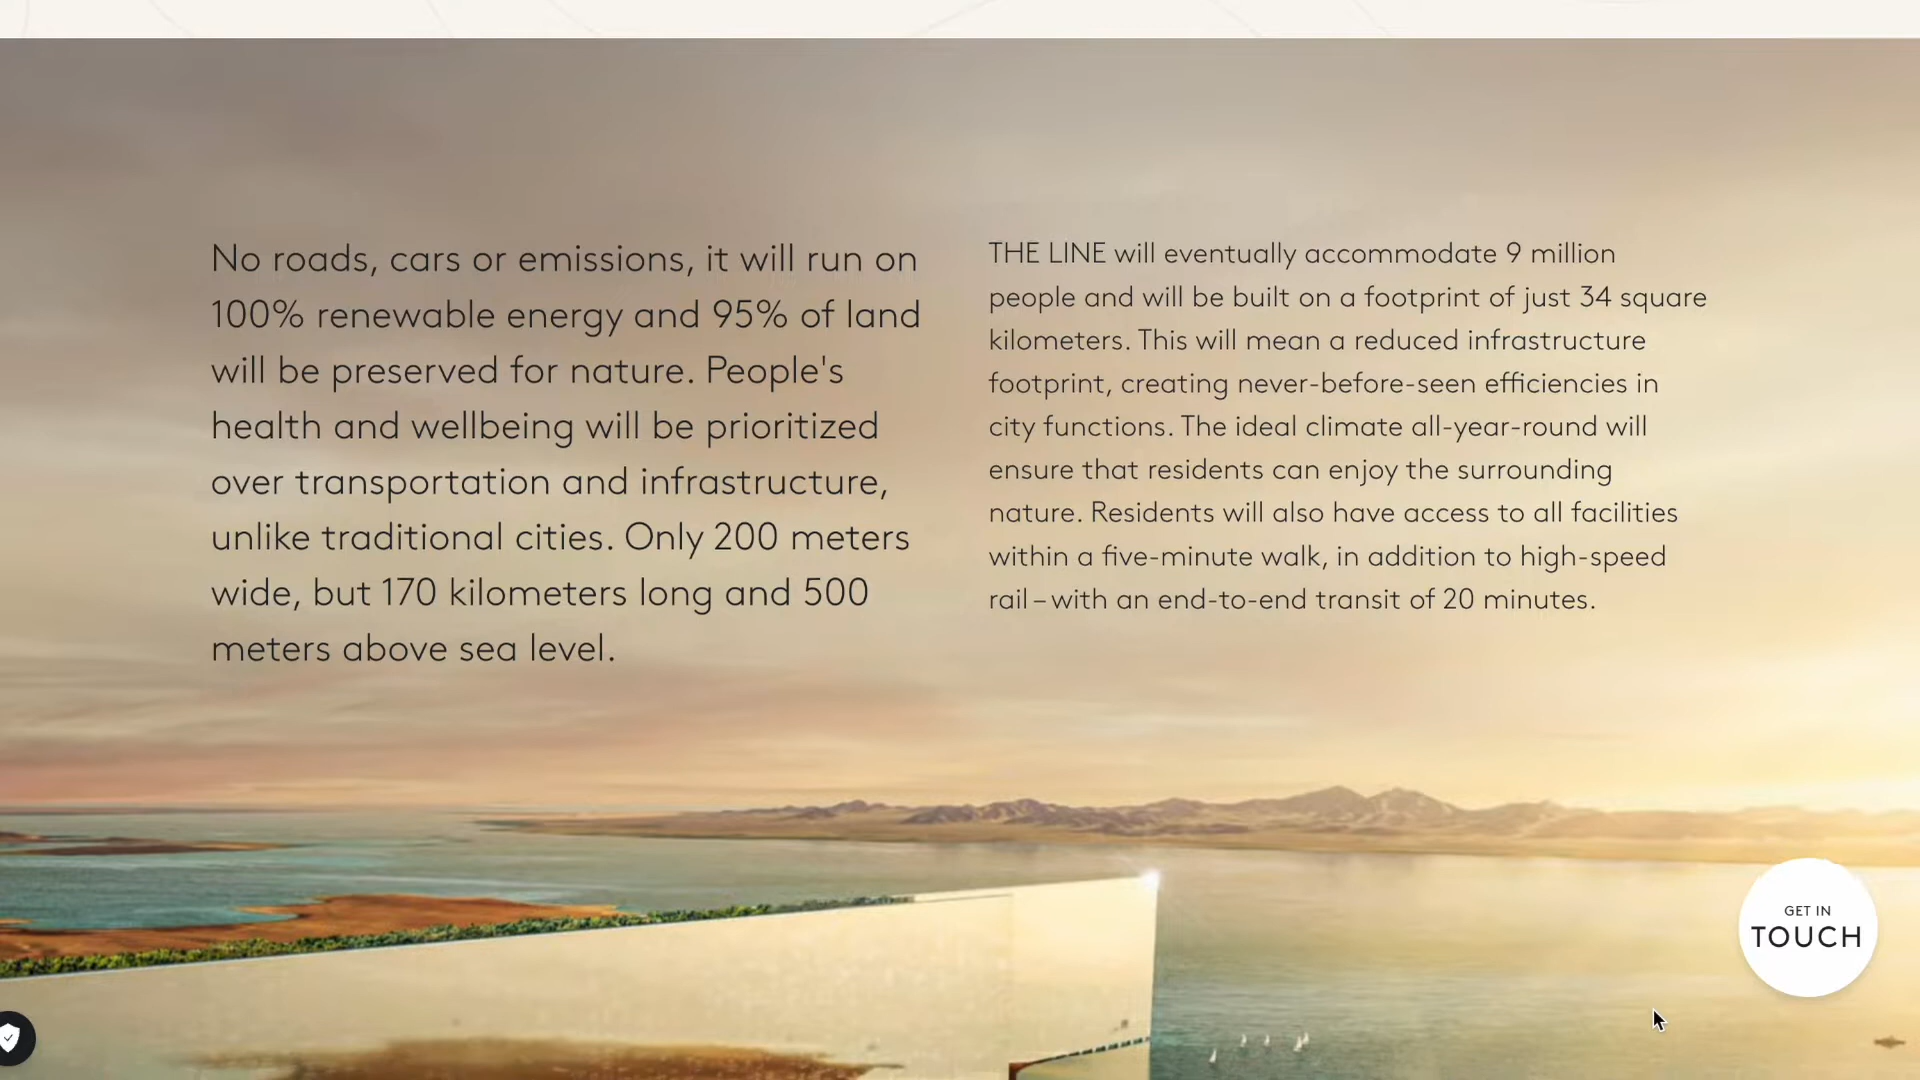 No roads, cars or emissions, it will run on
100% renewable energy and 95% of land
will be preserved for nature. People's
health and wellbeing will be prioritized
over transportation and infrastructure,
unlike traditional cities. Only 200 meters
wide, but 170 kilometers long and 500
meters above sea level.
THE LINE will eventually accommodate 9 million
people and will be built on a footprint of just 34 square
kilometers. This will mean a reduced infrastructure
footprint, creating never-before-seen efficiencies in
city functions. The ideal climate all-year-round will
ensure that residents can enjoy the surrounding
nature. Residents will also have access to all facilities
within a five-minute walk, in addition to high-speed
rail – with an end-to-end transit of 20 minutes.
GET IN
TOUCH